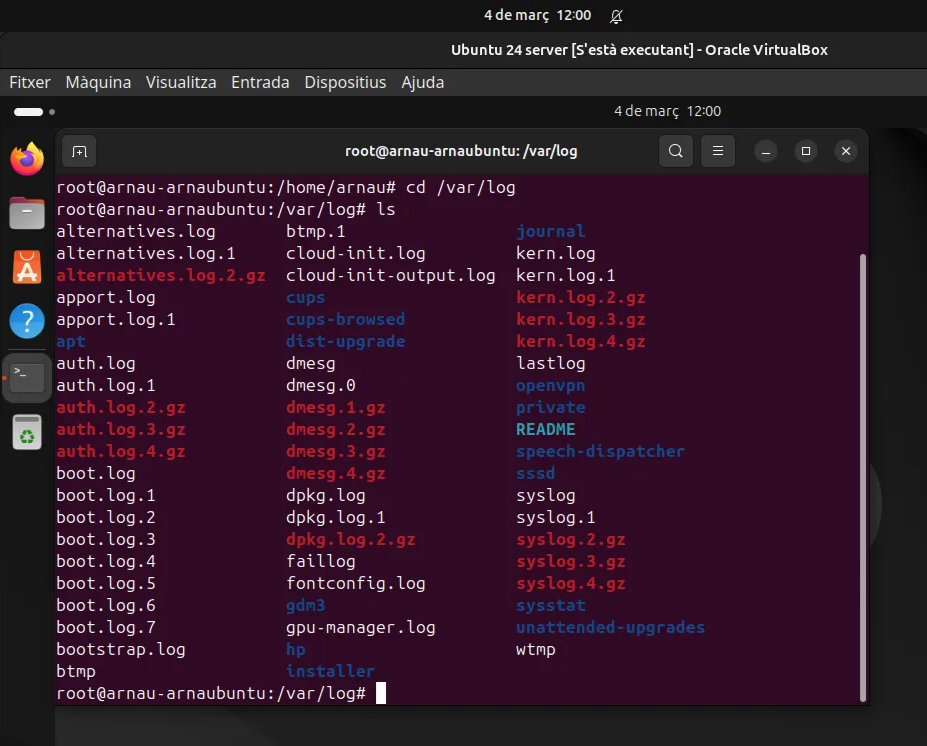 4 de març 12:00
Ubuntu 24 server [S'està executant] - Oracle VirtualBox
Fitxer Màquina Visualitza Entrada Dispositius Ajuda
4 de març 12:00
root@arnau-arnaubuntu: /var/log
root@arnau-arnaubuntu:/home/arnau# cd /var/log
root@arnau-arnaubuntu:/var/log# ls
alternatives.log btmp.1 journal
alternatives.log.1 cloud-init.log kern.log
alternatives.log.2.gz cloud-init-output.log kern.log.1
apport.log cups kern.log.2.gz
apport.log.1 cups-browsed kern.log.3.gz
apt dist-upgrade kern.log.4.gz
auth.log dmesg lastlog
auth.log.1 dmesg.0 openvpn
auth.log.2.gz dmesg.1.gz private
auth.log.3.gz dmesg.2.gz README
auth.log.4.gz dmesg.3.gz speech-dispatcher
boot.log dmesg.4.gz sssd
boot.log.1 dpkg.log syslog
boot.log.2 dpkg.log.1 syslog.1
boot.log.3 dpkg.log.2.gz syslog.2.gz
boot.log.4 faillog syslog.3.gz
boot.log.5 fontconfig.log syslog.4.gz
boot.log.6 gdm3 sysstat
boot.log.7 gpu-manager.log unattended-upgrades
bootstrap.log hp wtmp
btmp installer
root@arnau-arnaubuntu:/var/log#